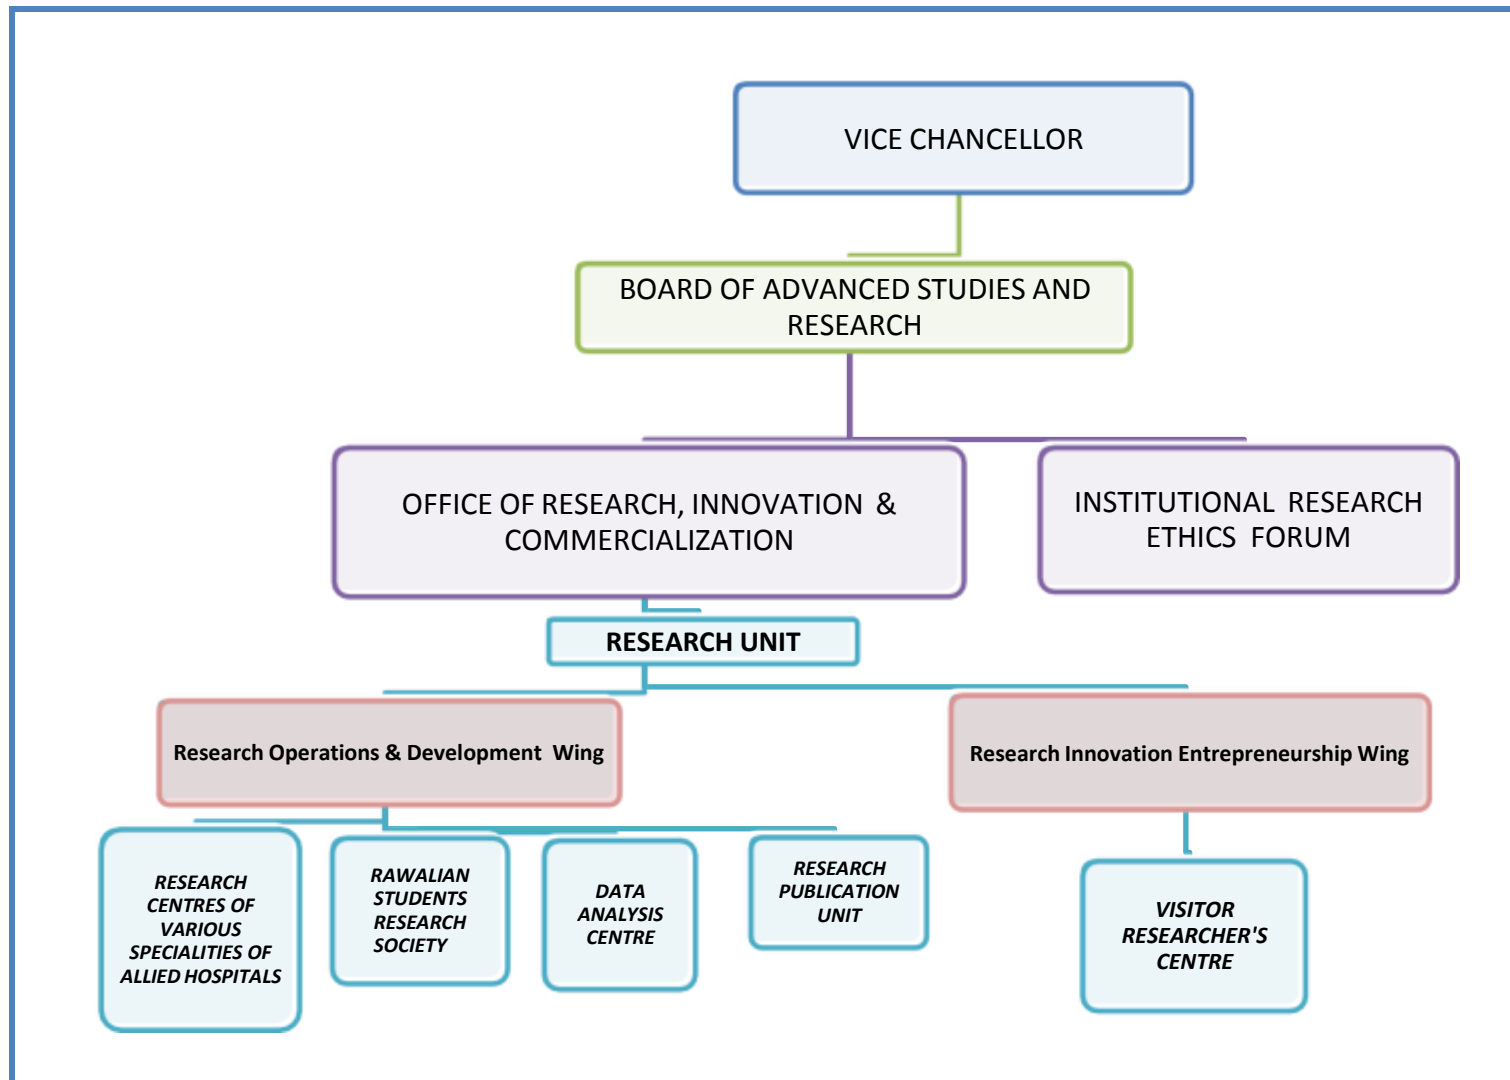 VICE CHANCELLOR
BOARD OF ADVANCED STUDIES AND
RESEARCH
OFFICE OF RESEARCH, INNOVATION &
COMMERCIALIZATION
INSTITUTIONAL RESEARCH
ETHICS FORUM
RESEARCH UNIT
Research Operations & Development Wing
Research Innovation Entrepreneurship Wing
RESEARCH
CENTRES OF
VARIOUS
SPECIALITIES OF
ALLIED HOSPITALS
RAWALIAN
STUDENTS
RESEARCH
SOCIETY
DATA
ANALYSIS
CENTRE
RESEARCH
PUBLICATION
UNIT
VISITOR
RESEARCHER'S
CENTRE